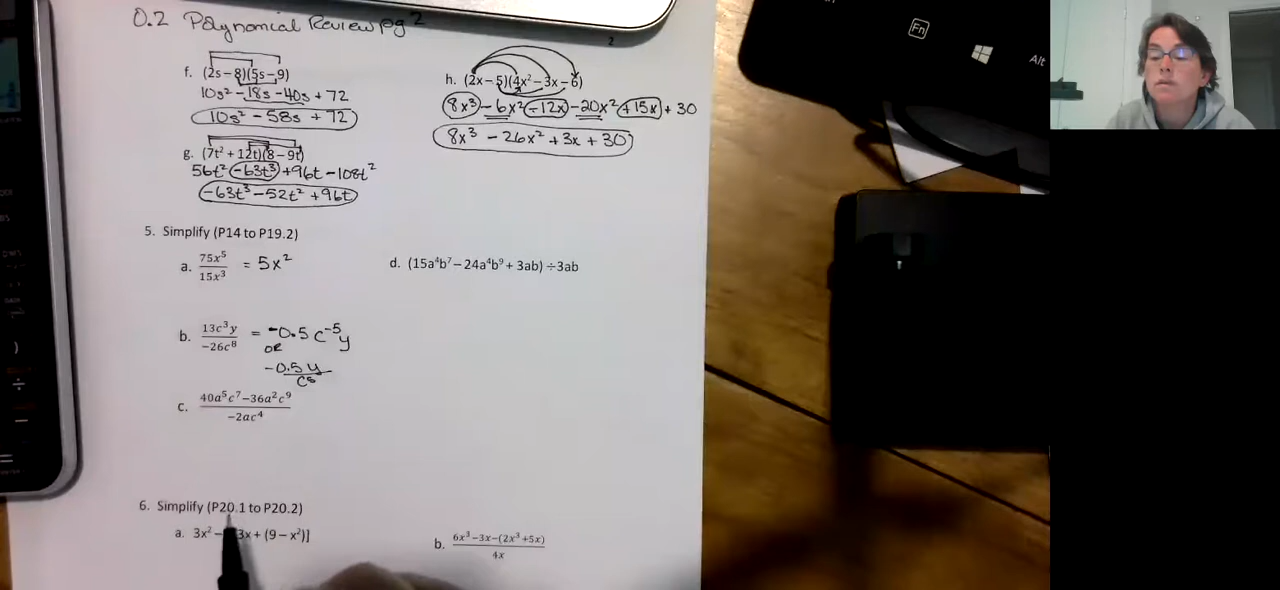 0.2 Polynomial Review pg 2
2
f. (2s − 8)(5s − 9)
10s² − 18s − 40s + 72
10s² − 58s + 72
g. (7t² + 12t)(8 − 9t)
56t² −63t³ +96t −108t²
−63t³ −52t² + 96t
h. (2x − 5)(4x² − 3x − 6)
8x³ − 6x² −12x −20x² +15x + 30
8x³ − 26x² + 3x + 30
5. Simplify (P14 to P19.2)
a. 75x⁵/15x³ = 5x²
b. 13c³y/−26c⁸ = −0.5c⁻⁵y
OR
−0.5y/c⁵
c. 40a⁵c⁷−36a²c⁹/−2ac⁴
d. (15a⁴b⁷ − 24a⁴b⁹ + 3ab) ÷3ab
6. Simplify (P20.1 to P20.2)
a. 3x² − 3x + (9 − x²)]
b. 6x³−3x−(2x³+5x)/4x
Fn
Alt